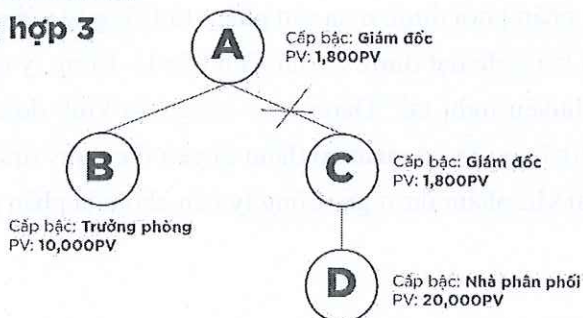 hợp 3
A
Cấp bậc: Giám đốc
PV: 1,800PV
B
C
Cấp bậc: Giám đốc
PV: 1,800PV
Cấp bậc: Trưởng phòng
PV: 10,000PV
D
Cấp bậc: Nhà phân phối
PV: 20,000PV